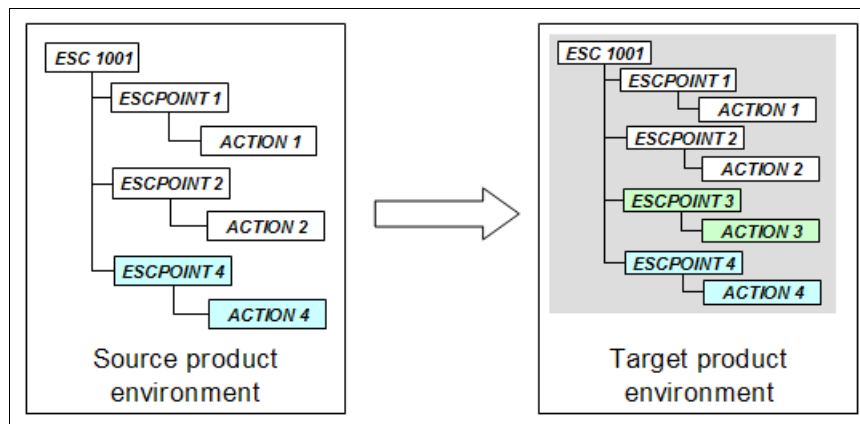 ESC 1001
ESCPOINT 1
ACTION 1
ESCPOINT 2
ACTION 2
ESCPOINT 4
ACTION 4
Source product
environment
ESC 1001
ESCPOINT 1
ACTION 1
ESCPOINT 2
ACTION 2
ESCPOINT 3
ACTION 3
ESCPOINT 4
ACTION 4
Target product
environment